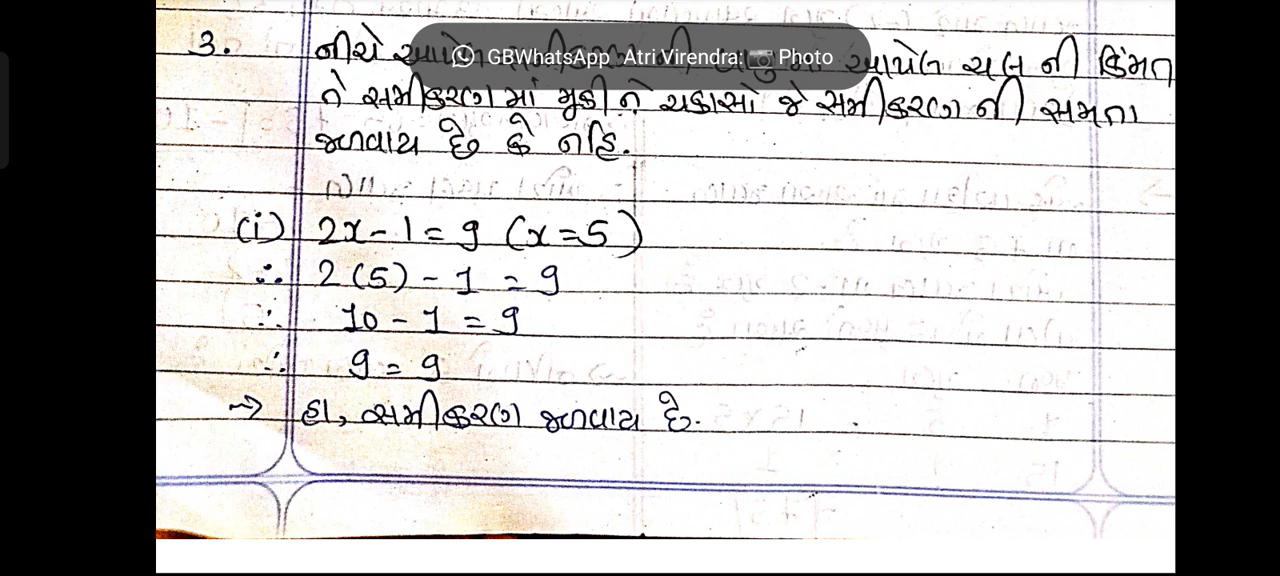 3. નીચે આપેલ ચલ ની કિંમત
GBWhatsApp Atri Virendra: 📷 Photo
ને સમીકરણ માં મુકી ને ચકાસો જે સમીકરણ ની સમતા
જળવાય છે કે નહિ.
(i) 2x - 1 = 9 (x = 5)
∴ 2 (5) - 1 = 9
∴ 10 - 1 = 9
∴ 9 = 9
→ હા, સમીકરણ જળવાય છે.